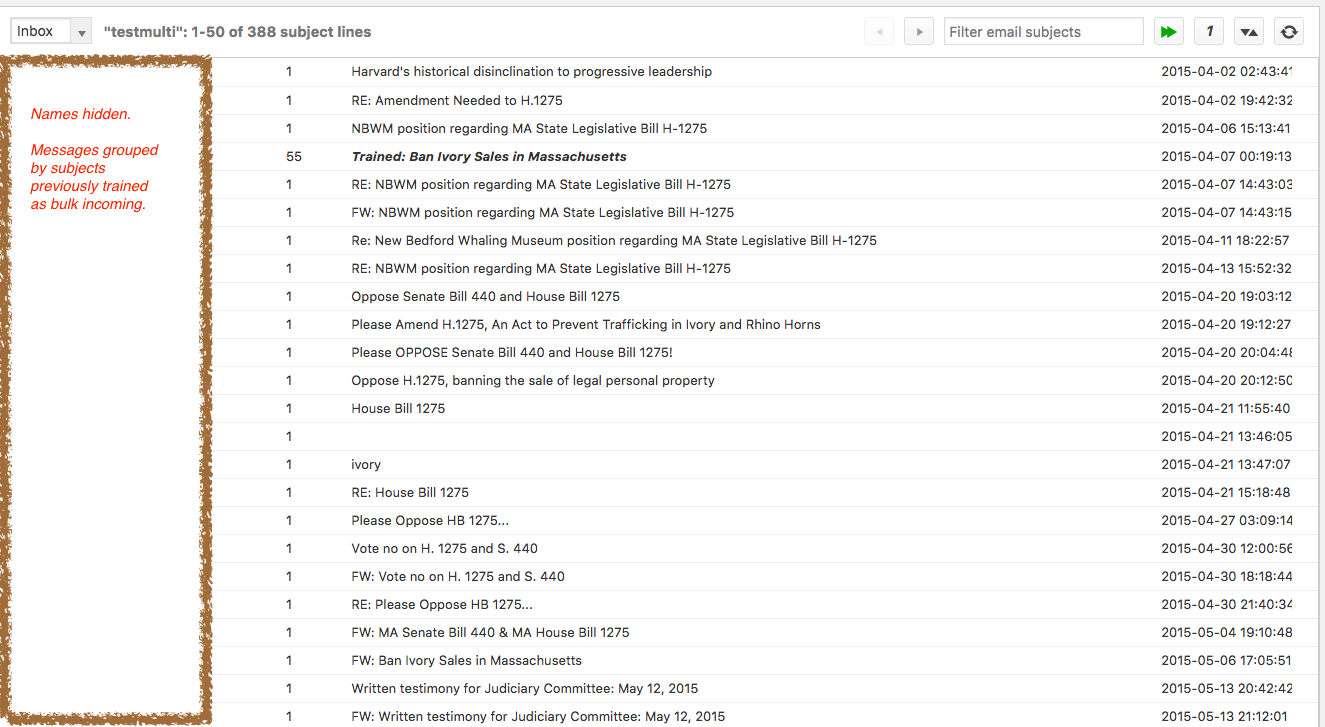 Inbox "testmulti": 1-50 of 388 subject lines Filter email subjects 1
Names hidden.
Messages grouped
by subjects
previously trained
as bulk incoming.
1 Harvard's historical disinclination to progressive leadership 2015-04-02 02:43:41
1 RE: Amendment Needed to H.1275 2015-04-02 19:42:32
1 NBWM position regarding MA State Legislative Bill H-1275 2015-04-06 15:13:41
55 Trained: Ban Ivory Sales in Massachusetts 2015-04-07 00:19:13
1 RE: NBWM position regarding MA State Legislative Bill H-1275 2015-04-07 14:43:03
1 FW: NBWM position regarding MA State Legislative Bill H-1275 2015-04-07 14:43:15
1 Re: New Bedford Whaling Museum position regarding MA State Legislative Bill H-1275 2015-04-11 18:22:57
1 RE: NBWM position regarding MA State Legislative Bill H-1275 2015-04-13 15:52:32
1 Oppose Senate Bill 440 and House Bill 1275 2015-04-20 19:03:12
1 Please Amend H.1275, An Act to Prevent Trafficking in Ivory and Rhino Horns 2015-04-20 19:12:27
1 Please OPPOSE Senate Bill 440 and House Bill 1275! 2015-04-20 20:04:48
1 Oppose H.1275, banning the sale of legal personal property 2015-04-20 20:12:50
1 House Bill 1275 2015-04-21 11:55:40
1 2015-04-21 13:46:05
1 ivory 2015-04-21 13:47:07
1 RE: House Bill 1275 2015-04-21 15:18:48
1 Please Oppose HB 1275... 2015-04-27 03:09:14
1 Vote no on H. 1275 and S. 440 2015-04-30 12:00:56
1 FW: Vote no on H. 1275 and S. 440 2015-04-30 18:18:44
1 RE: Please Oppose HB 1275... 2015-04-30 21:40:34
1 FW: MA Senate Bill 440 & MA House Bill 1275 2015-05-04 19:10:48
1 FW: Ban Ivory Sales in Massachusetts 2015-05-06 17:05:51
1 Written testimony for Judiciary Committee: May 12, 2015 2015-05-13 20:42:42
1 FW: Written testimony for Judiciary Committee: May 12, 2015 2015-05-13 21:12:01